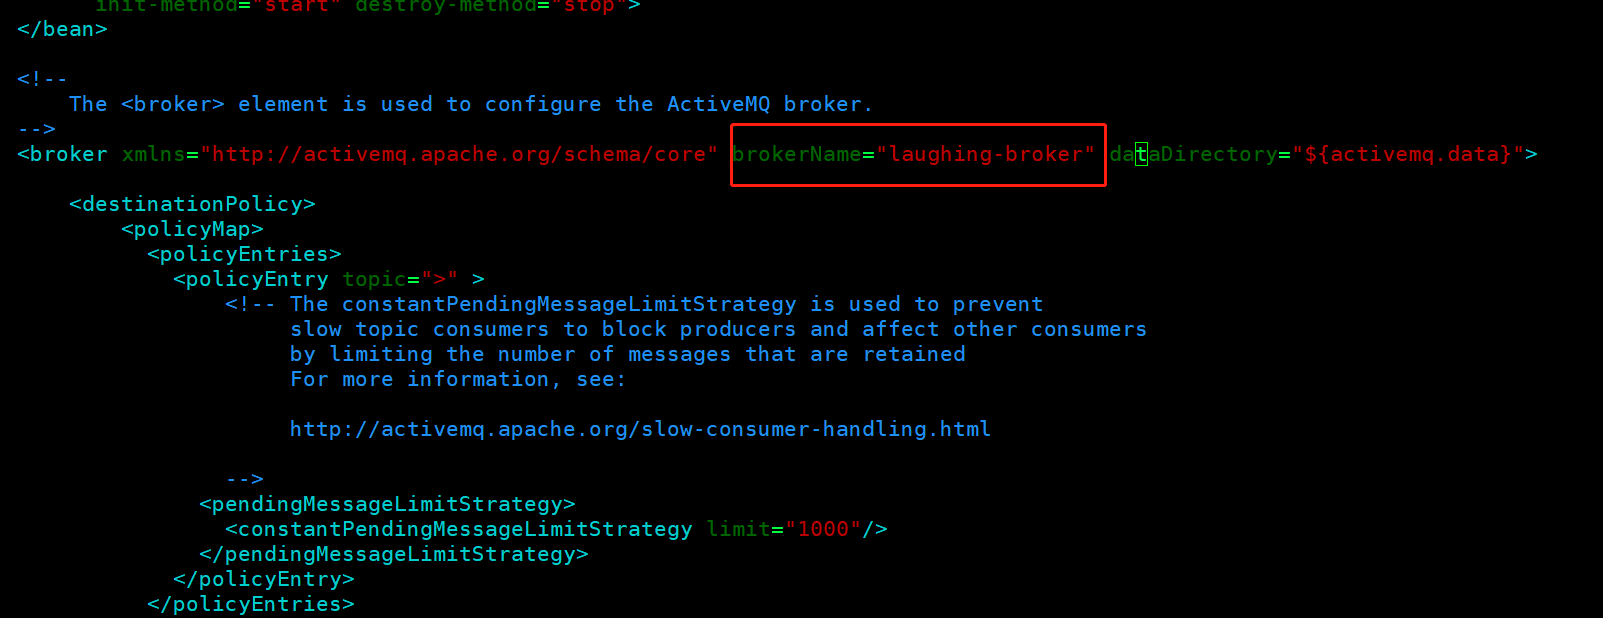 init-method="start" destroy-method="stop">
</bean>
<!--
The <broker> element is used to configure the ActiveMQ broker.
-->
<broker xmlns="http://activemq.apache.org/schema/core" brokerName="laughing-broker" dataDirectory="${activemq.data}">
<destinationPolicy>
<policyMap>
<policyEntries>
<policyEntry topic=">" >
<!-- The constantPendingMessageLimitStrategy is used to prevent
slow topic consumers to block producers and affect other consumers
by limiting the number of messages that are retained
For more information, see:
http://activemq.apache.org/slow-consumer-handling.html
-->
<pendingMessageLimitStrategy>
<constantPendingMessageLimitStrategy limit="1000"/>
</pendingMessageLimitStrategy>
</policyEntry>
</policyEntries>